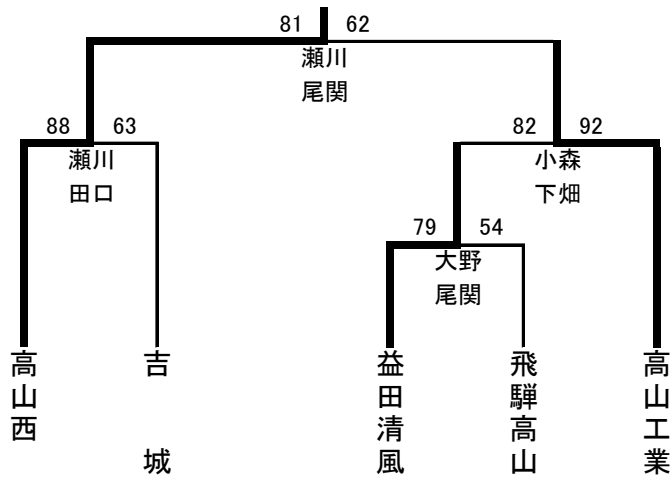 81 62
瀬川
尾関
88 63
瀬川
田口
82 92
小森
下畑
79 54
大野
尾関
高山西
吉城
益田清風
飛騨高山
高山工業